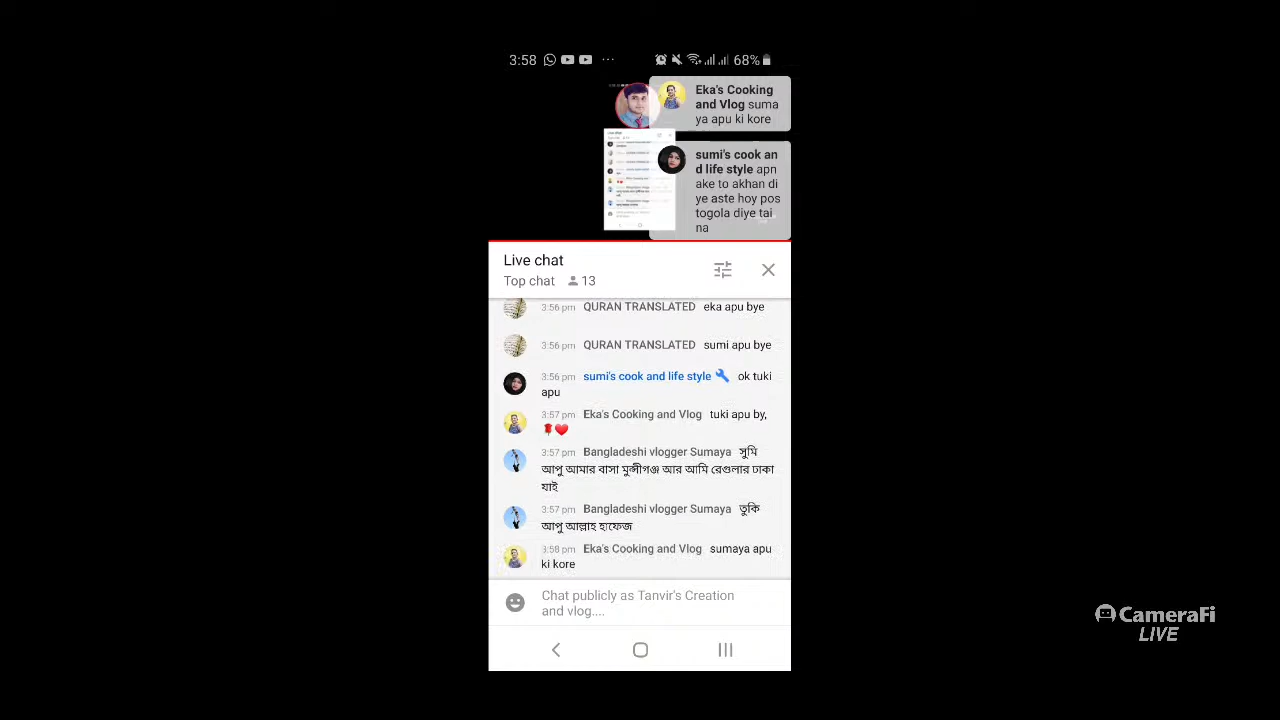 3:58 68%
Eka's Cooking
and Vlog suma
ya apu ki kore
sumi's cook an
d life style apn
ake to akhan di
ye aste hoy pos
togola diye tai
na
Live chat
Top chat 13
3:56 pm QURAN TRANSLATED eka apu bye
3:56 pm QURAN TRANSLATED sumi apu bye
3:56 pm sumi's cook and life style ok tuki
apu
3:57 pm Eka's Cooking and Vlog tuki apu by,
3:57 pm Bangladeshi vlogger Sumaya সুমি
আপু আমার বাসা মুন্সীগঞ্জ আর আমি রেগুলার ঢাকা
যাই
3:57 pm Bangladeshi vlogger Sumaya তুকি
আপু আল্লাহ হাফেজ
3:58 pm Eka's Cooking and Vlog sumaya apu
ki kore
Chat publicly as Tanvir's Creation
and vlog....
CameraFi
LIVE